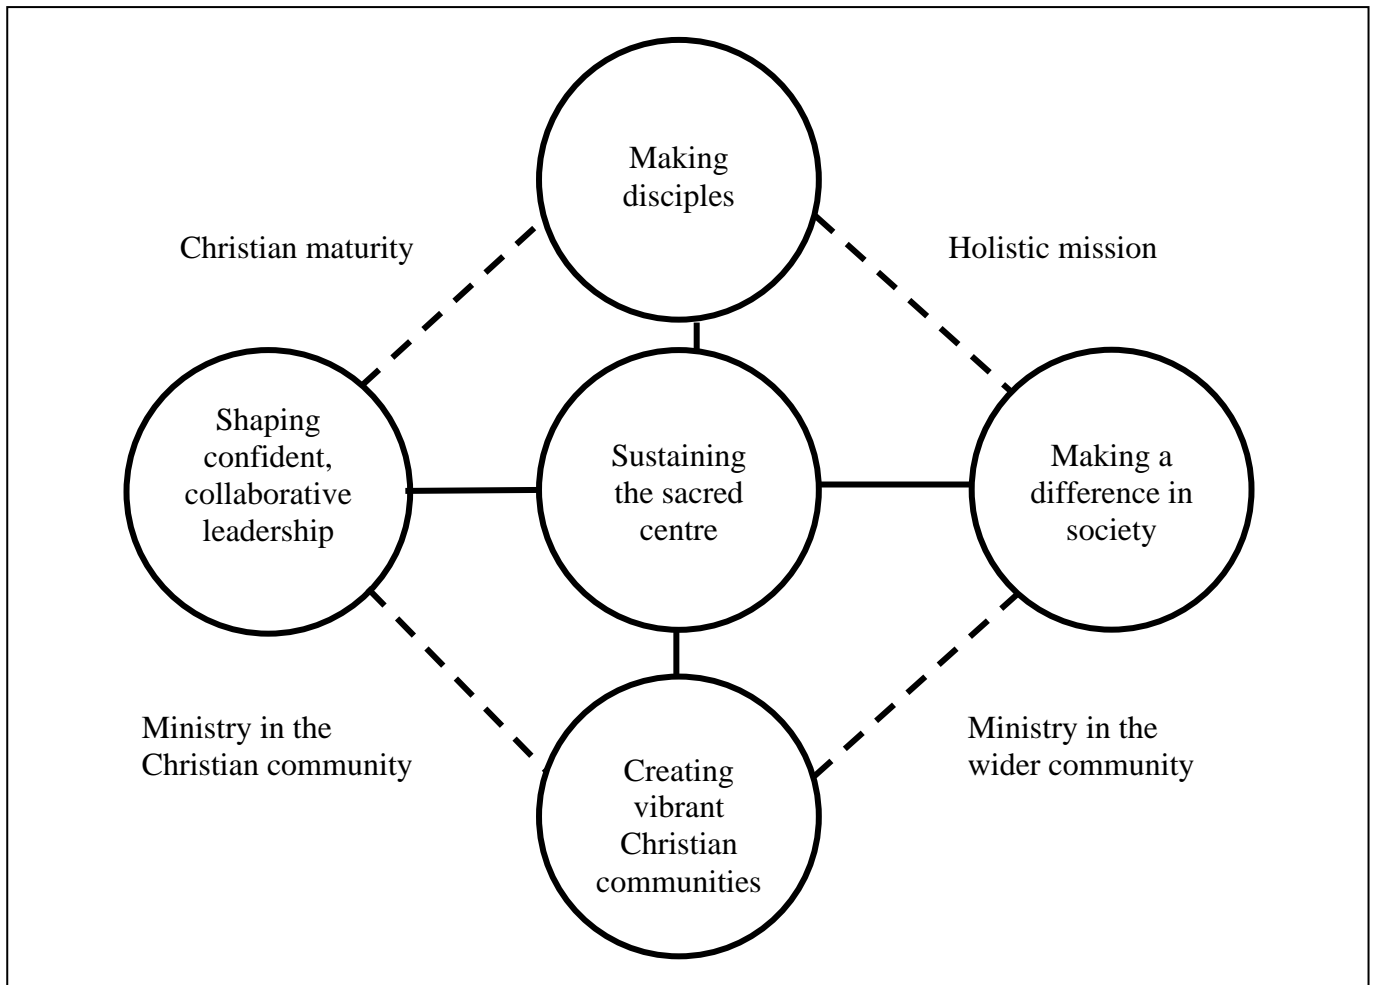 Making
disciples
Christian maturity
Holistic mission
Shaping
confident,
collaborative
leadership
Sustaining
the sacred
centre
Making a
difference in
society
Ministry in the
Christian community
Ministry in the
wider community
Creating
vibrant
Christian
communities